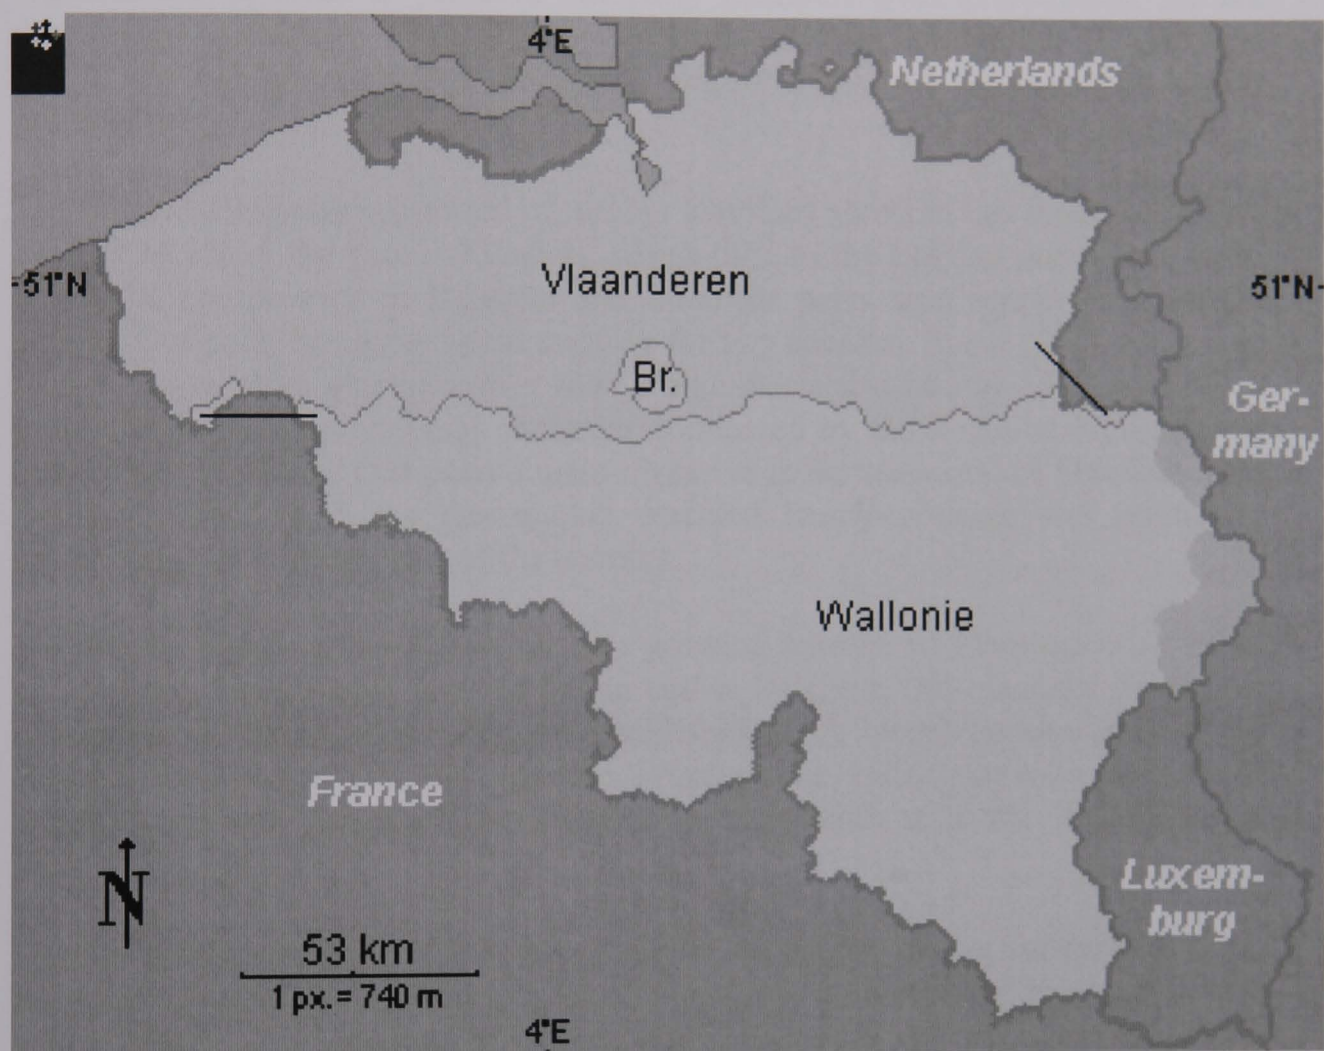 4°E
Netherlands
51°N
51°N
Vlaanderen
Br.
Ger-
many
Wallonie
France
Luxem-
burg
N
53 km
1 px. = 740 m
4°E